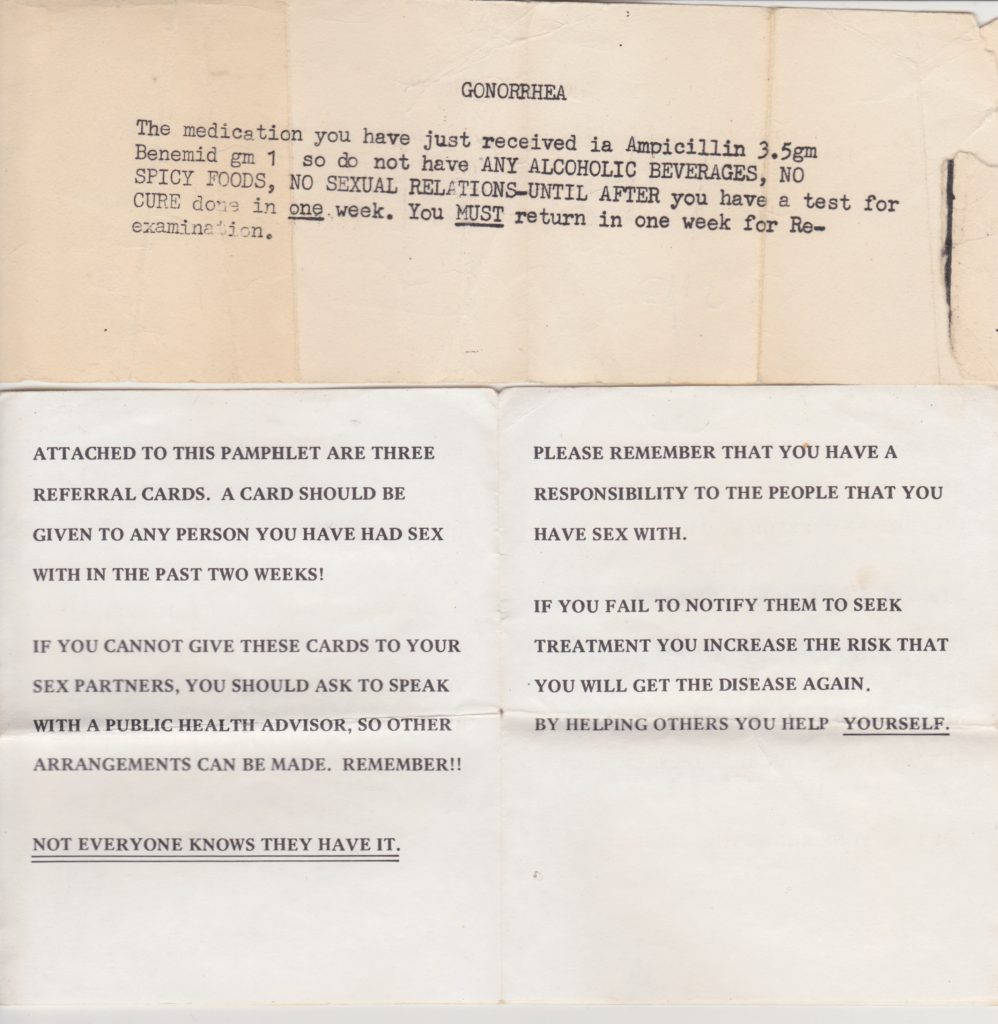 GONORRHEA
The medication you have just received ia Ampicillin 3.5gm
Benemid gm 1 so do not have ANY ALCOHOLIC BEVERAGES, NO
SPICY FOODS, NO SEXUAL RELATIONS-UNTIL AFTER you have a test for
CURE done in one week. You MUST return in one week for Re-
examination.
ATTACHED TO THIS PAMPHLET ARE THREE
REFERRAL CARDS. A CARD SHOULD BE
GIVEN TO ANY PERSON YOU HAVE HAD SEX
WITH IN THE PAST TWO WEEKS!
IF YOU CANNOT GIVE THESE CARDS TO YOUR
SEX PARTNERS, YOU SHOULD ASK TO SPEAK
WITH A PUBLIC HEALTH ADVISOR, SO OTHER
ARRANGEMENTS CAN BE MADE. REMEMBER!!
NOT EVERYONE KNOWS THEY HAVE IT.
PLEASE REMEMBER THAT YOU HAVE A
RESPONSIBILITY TO THE PEOPLE THAT YOU
HAVE SEX WITH.
IF YOU FAIL TO NOTIFY THEM TO SEEK
TREATMENT YOU INCREASE THE RISK THAT
YOU WILL GET THE DISEASE AGAIN.
BY HELPING OTHERS YOU HELP YOURSELF.